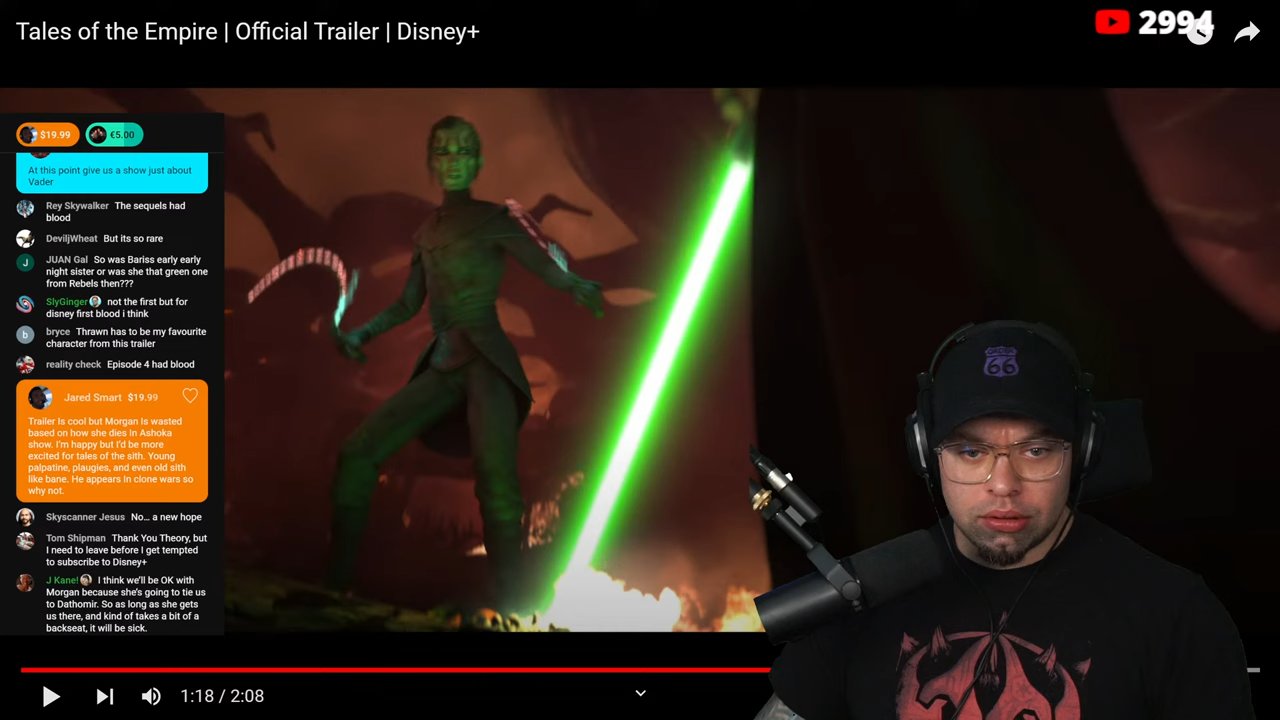 Tales of the Empire | Official Trailer | Disney+
2994
$19.99
€5.00
At this point give us a show just about
Vader
Rey Skywalker The sequels had
blood
DeviljWheat But its so rare
J
JUAN Gal So was Bariss early early
night sister or was she that green one
from Rebels then???
SlyGinger not the first but for
disney first blood i think
b
bryce Thrawn has to be my favourite
character from this trailer
reality check Episode 4 had blood
Jared Smart $19.99
Trailer is cool but Morgan is wasted
based on how she dies in Ashoka
show. I'm happy but I'd be more
excited for tales of the sith. Young
palpatine, plaugies, and even old sith
like bane. He appears in clone wars so
why not.
Skyscanner Jesus No... a new hope
Tom Shipman Thank You Theory, but
I need to leave before I get tempted
to subscribe to Disney+
J Kane! I think we'll be OK with
Morgan because she's going to tie us
to Dathomir. So as long as she gets
us there, and kind of takes a bit of a
backseat, it will be sick.
66
1:18 / 2:08